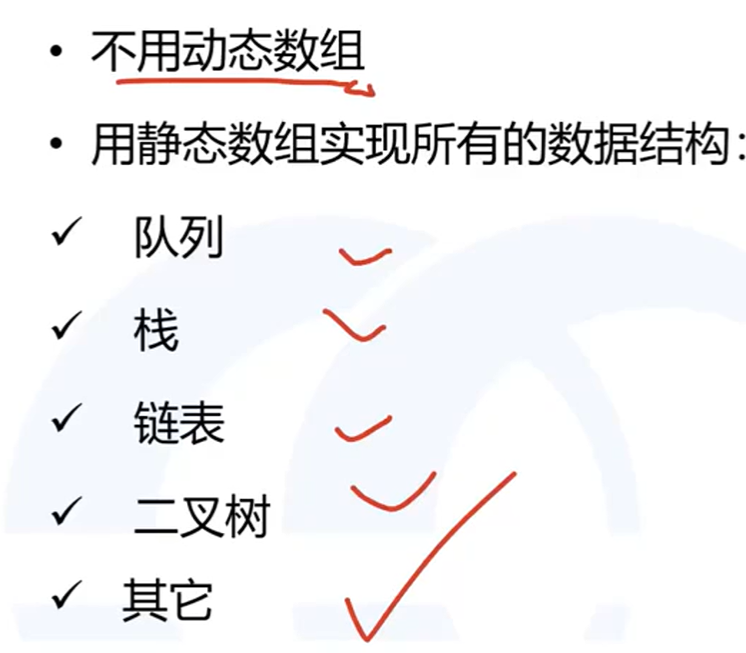 • 不用动态数组
• 用静态数组实现所有的数据结构：
✓ 队列
✓ 栈
✓ 链表
✓ 二叉树
✓ 其它